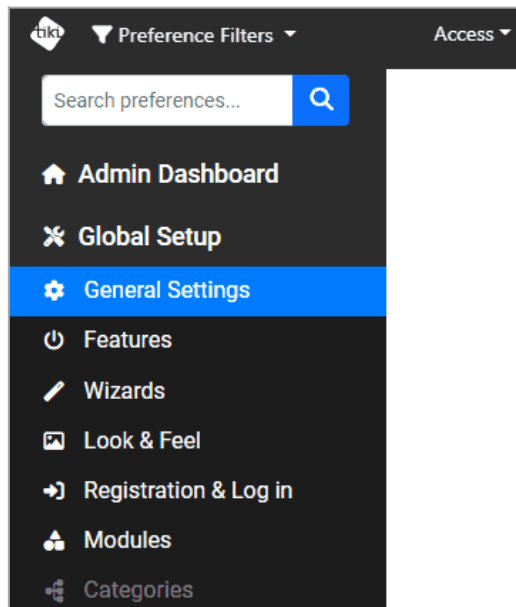 tiki
Preference Filters
Access
Search preferences...
Admin Dashboard
Global Setup
General Settings
Features
Wizards
Look & Feel
Registration & Log in
Modules
Categories